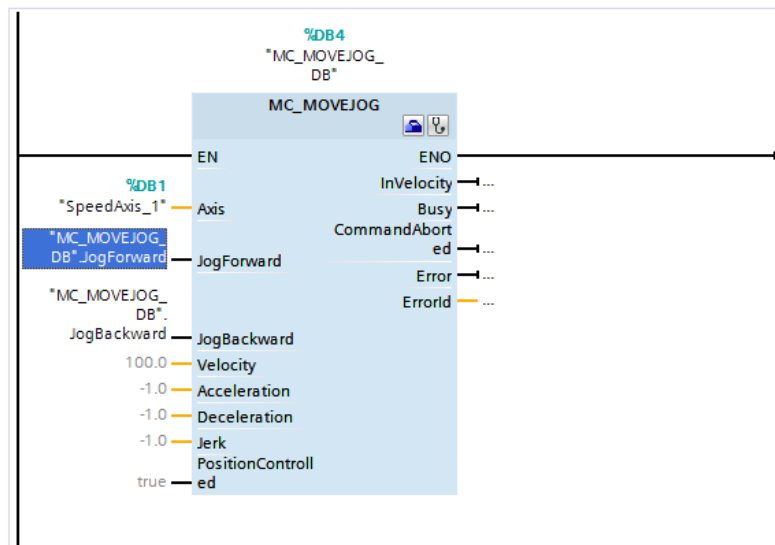 %DB4
"MC_MOVEJOG_
DB"
MC_MOVEJOG
EN ENO
InVelocity ...
%DB1
"SpeedAxis_1" Axis Busy ...
CommandAbort
ed ...
"MC_MOVEJOG_
DB".JogForward JogForward
Error ...
ErrorId ...
"MC_MOVEJOG_
DB".
JogBackward JogBackward
100.0 Velocity
-1.0 Acceleration
-1.0 Deceleration
-1.0 Jerk
PositionControll
true ed